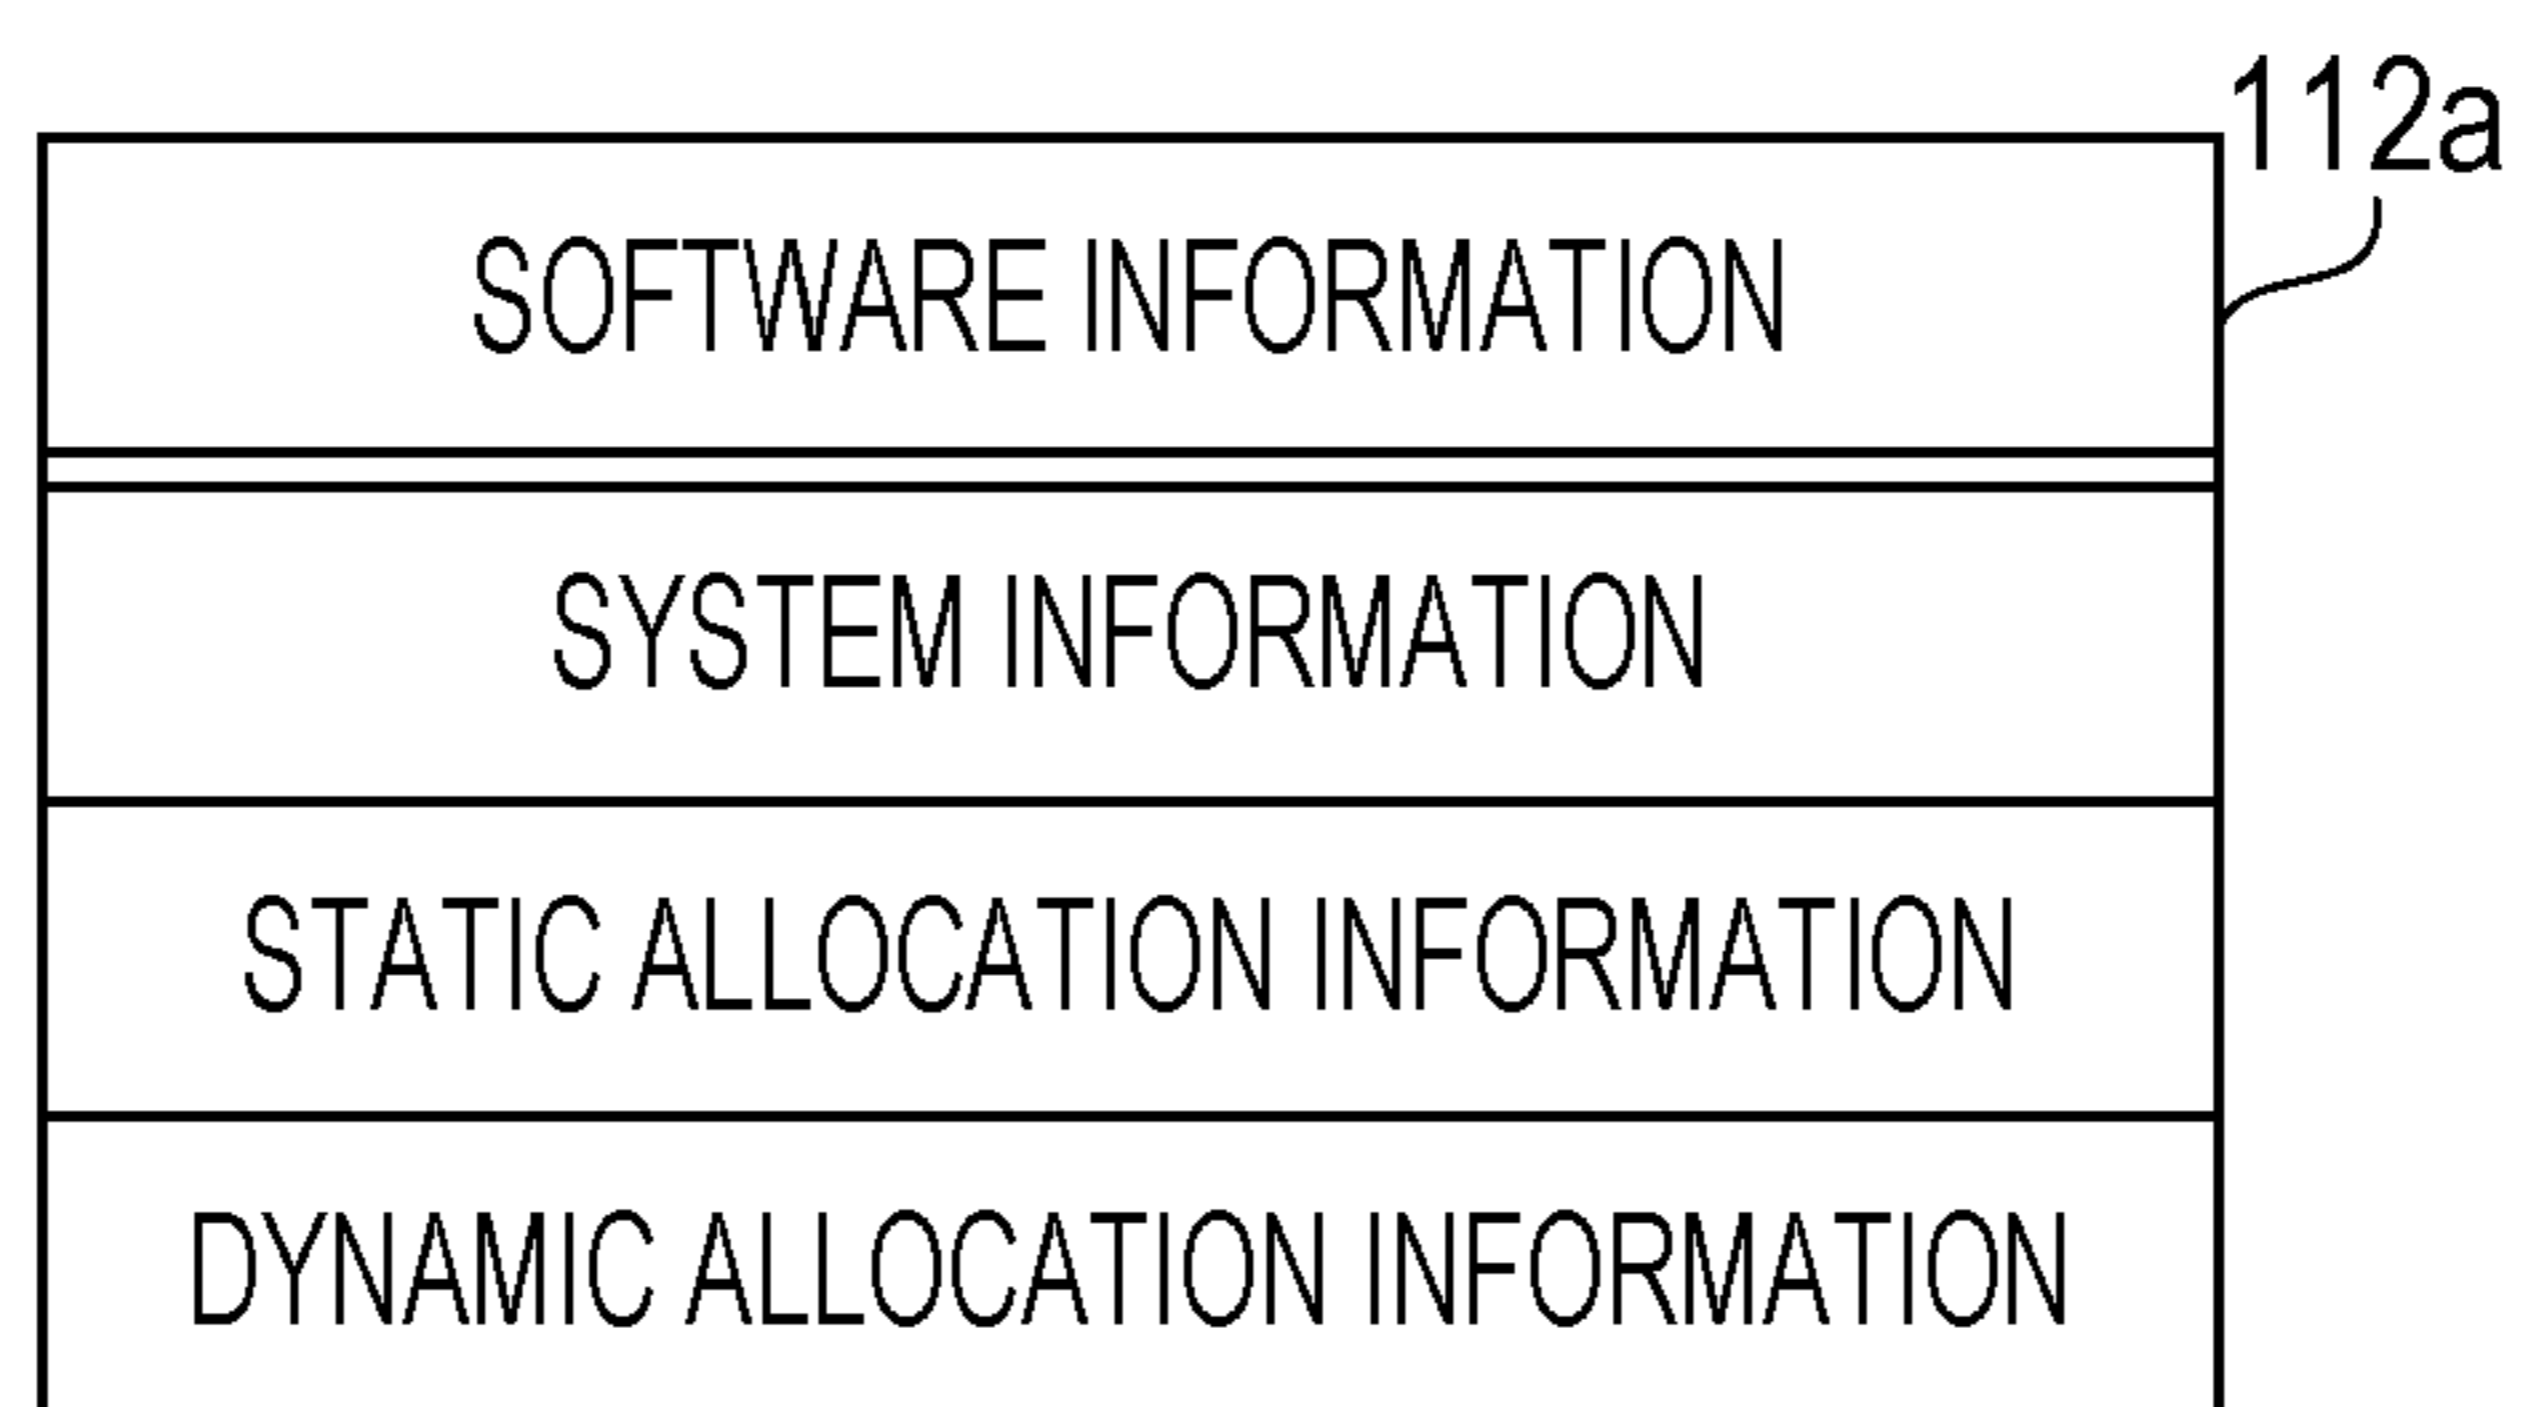 112a
SOFTWARE INFORMATION
SYSTEM INFORMATION
STATIC ALLOCATION INFORMATION
DYNAMIC ALLOCATION INFORMATION